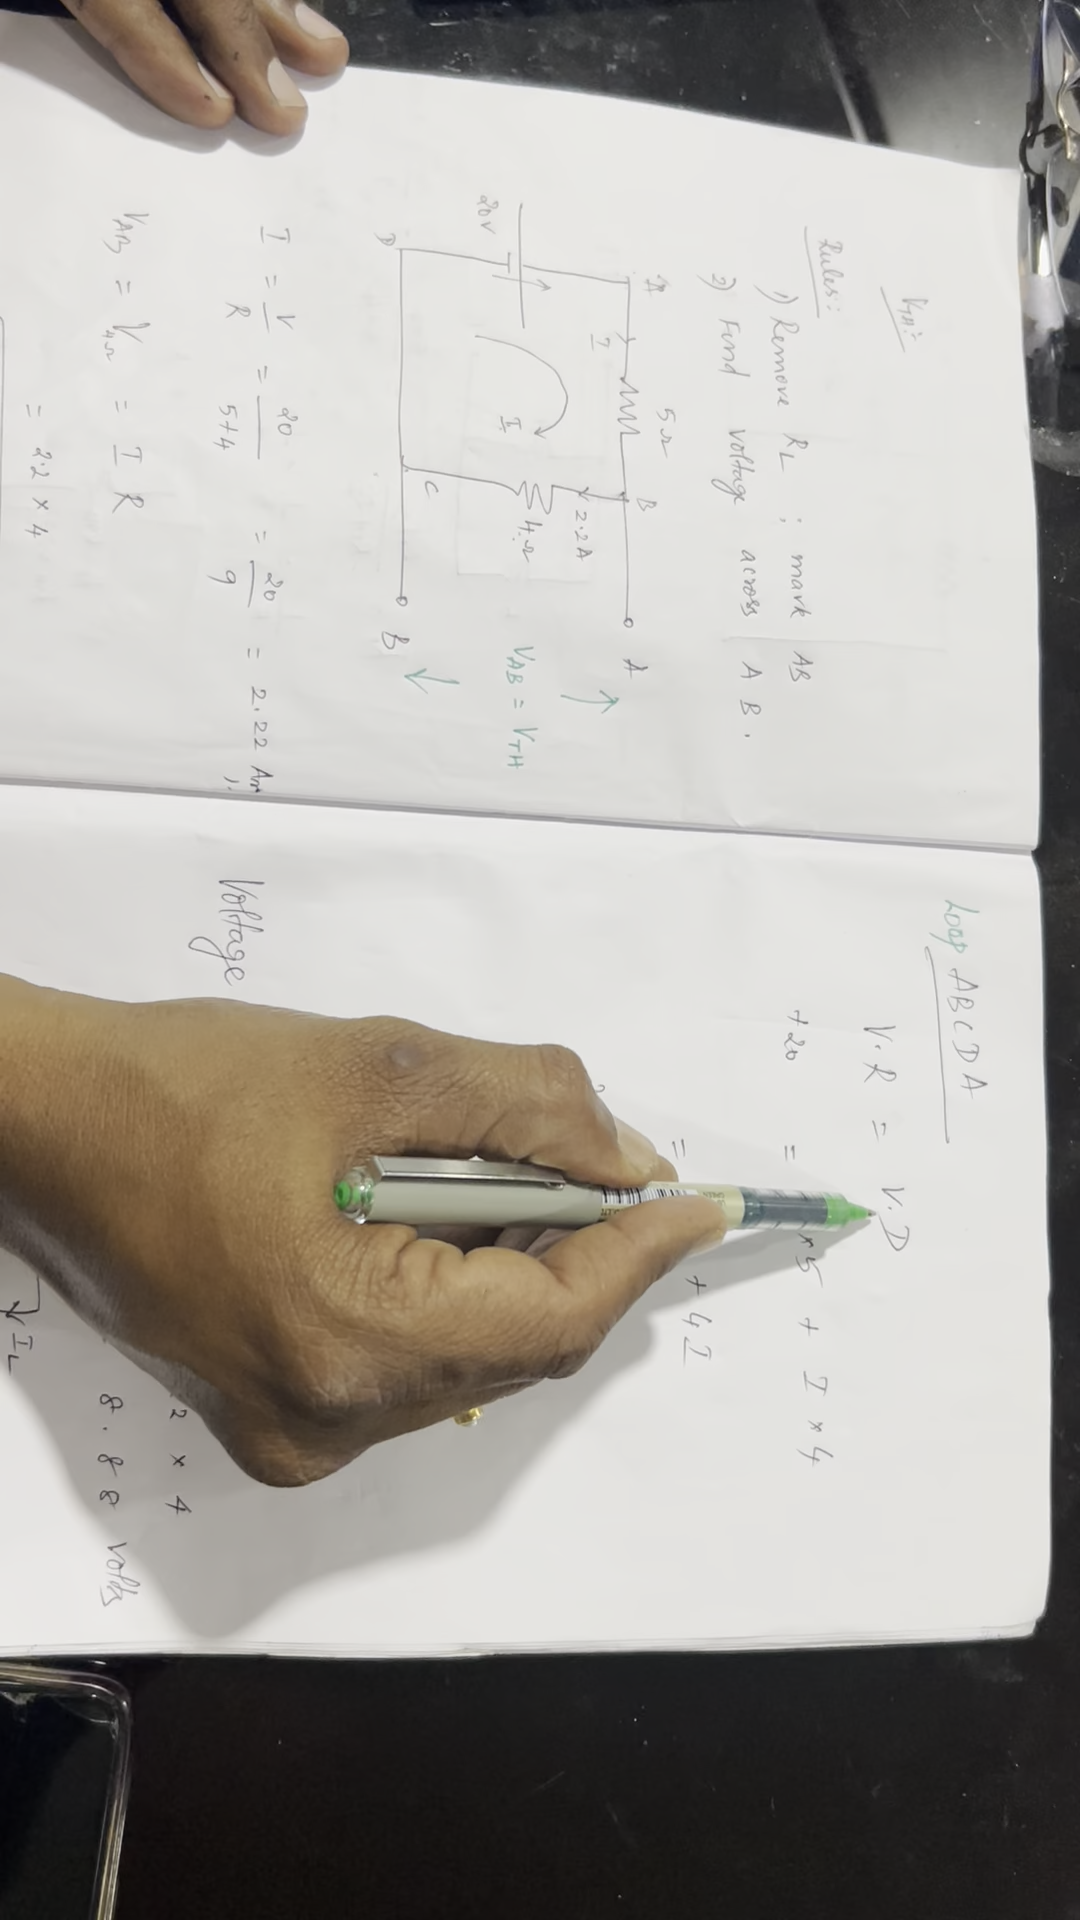 VTH:
Rules:
1) Remove RL ; mark AB
2) Find voltage across A B.
A
5Ω
B
A
I
2.2A
20V
I
4Ω
VAB = VTH
D
C
B
I = V/R = 20/5+4 = 20/9 = 2.22 Am
VAB = V4Ω = I R
= 2.2 × 4
Loop ABCDA
V.R = V.D
+20 = ×5 + I × 4
= + 4I
Voltage
2 × 4
8.88 Volts
IL